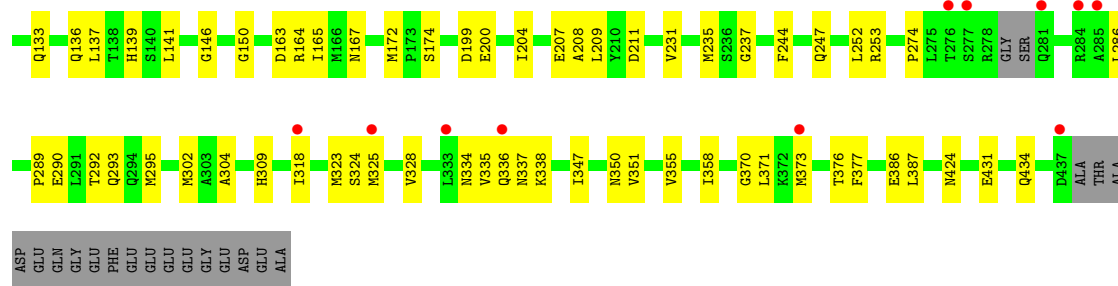 Q133 Q136 L137 T138 H139 S140 L141 G146 G150 D163 R164 I165 M166 N167 M172 P173 S174 D199 E200 I204 E207 A208 L209 Y210 D211 V231 M235 S236 G237 F244 Q247 L252 R253 P274 L275 T276 S277 R278 GLY SER Q281 R284 A285 L286
P289 E290 L291 T292 Q293 Q294 M295 M302 A303 A304 H309 I318 M323 S324 M325 V328 L333 N334 V335 Q336 N337 K338 I347 N350 V351 V355 I358 G370 L371 K372 M373 T376 F377 E386 L387 N424 E431 Q434 D437 ALA THR ALA
ASP GLU GLN GLY GLU PHE GLU GLU GLU GLU GLY GLU ASP GLU ALA